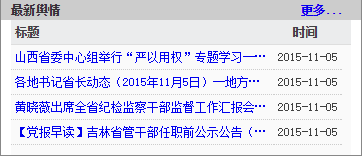 最新舆情 更多...
标题 时间
山西省委中心组举行“严以用权”专题学习一··· 2015-11-05
各地书记省长动态（2015年11月5日）—地方··· 2015-11-05
黄晓薇出席全省纪检监察干部监督工作汇报会··· 2015-11-05
【党报早读】吉林省管干部任职前公示公告（··· 2015-11-05